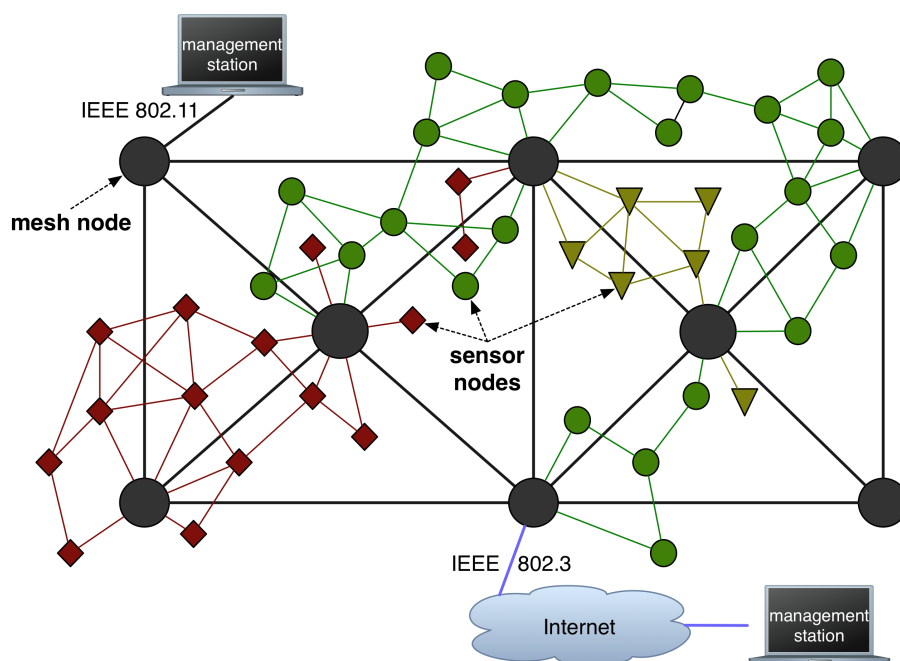 management
station
IEEE 802.11
mesh node
sensor
nodes
IEEE 802.3
Internet
management
station